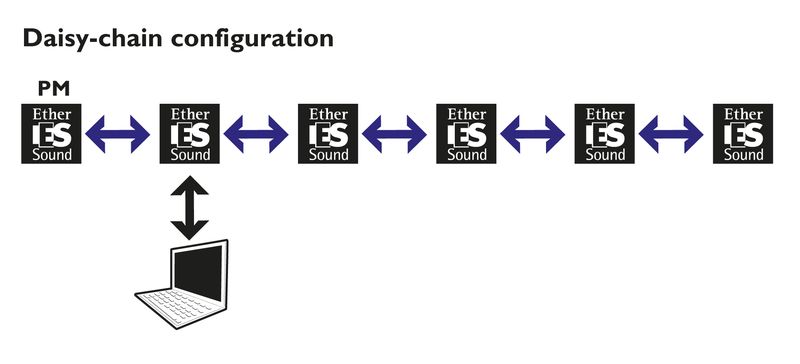 Daisy-chain configuration
PM
Ether
ES
Sound
Ether
ES
Sound
Ether
ES
Sound
Ether
ES
Sound
Ether
ES
Sound
Ether
ES
Sound